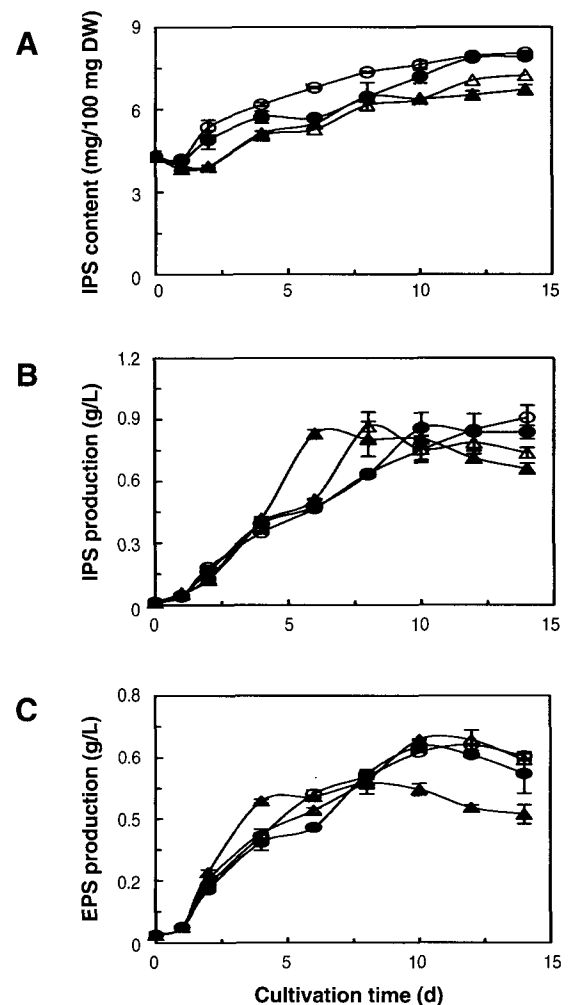 A
IPS content (mg/100 mg DW)
9
6
3
0
0 5 10 15
B
IPS production (g/L)
1.2
0.9
0.6
0.3
0
0 5 10 15
C
EPS production (g/L)
0.8
0.6
0.5
0.2
0
0 5 10 15
Cultivation time (d)